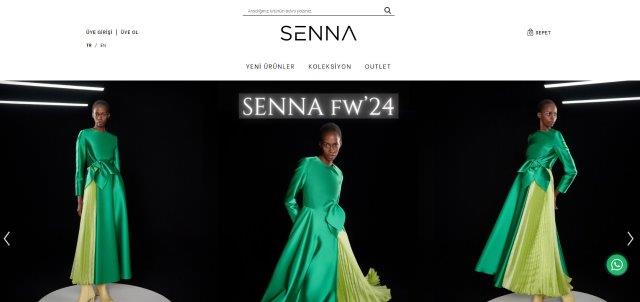 Aradığınız ürünün adını yazınız.
ÜYE GİRİŞİ | ÜYE OL
SENNA
SEPET
TR / EN
YENİ ÜRÜNLER KOLEKSİYON OUTLET
SENNA FW'24